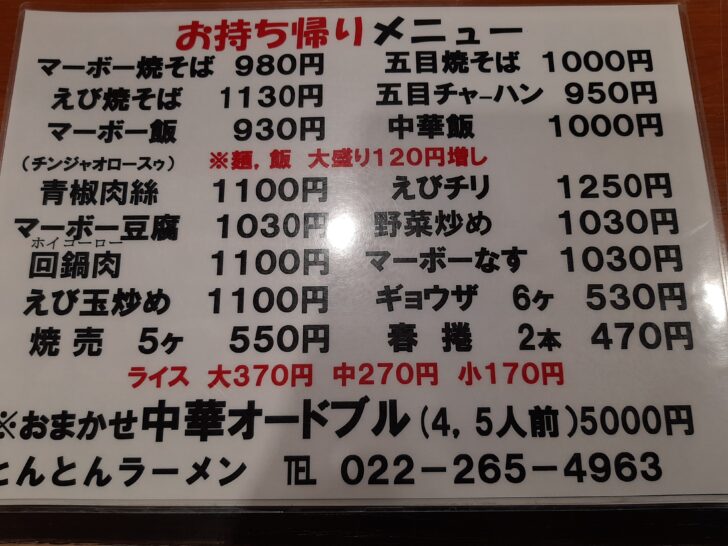 お持ち帰りメニュー
マーボー焼そば 980円 五目焼そば 1000円
えび焼そば 1130円 五目チャーハン 950円
マーボー飯 930円 中華飯 1000円
(チンジャオロースゥ) ※麺,飯 大盛り120円増し
青椒肉絲 1100円 えびチリ 1250円
マーボー豆腐 1030円 野菜炒め 1030円
ホイコーロー
回鍋肉 1100円 マーボーなす 1030円
えび玉炒め 1100円 ギョウザ 6ケ 530円
焼売 5ケ 550円 春捲 2本 470円
ライス 大370円 中270円 小170円
※おまかせ中華オードブル(4,5人前)5000円
とんとんラーメン ℡ 022-265-4963